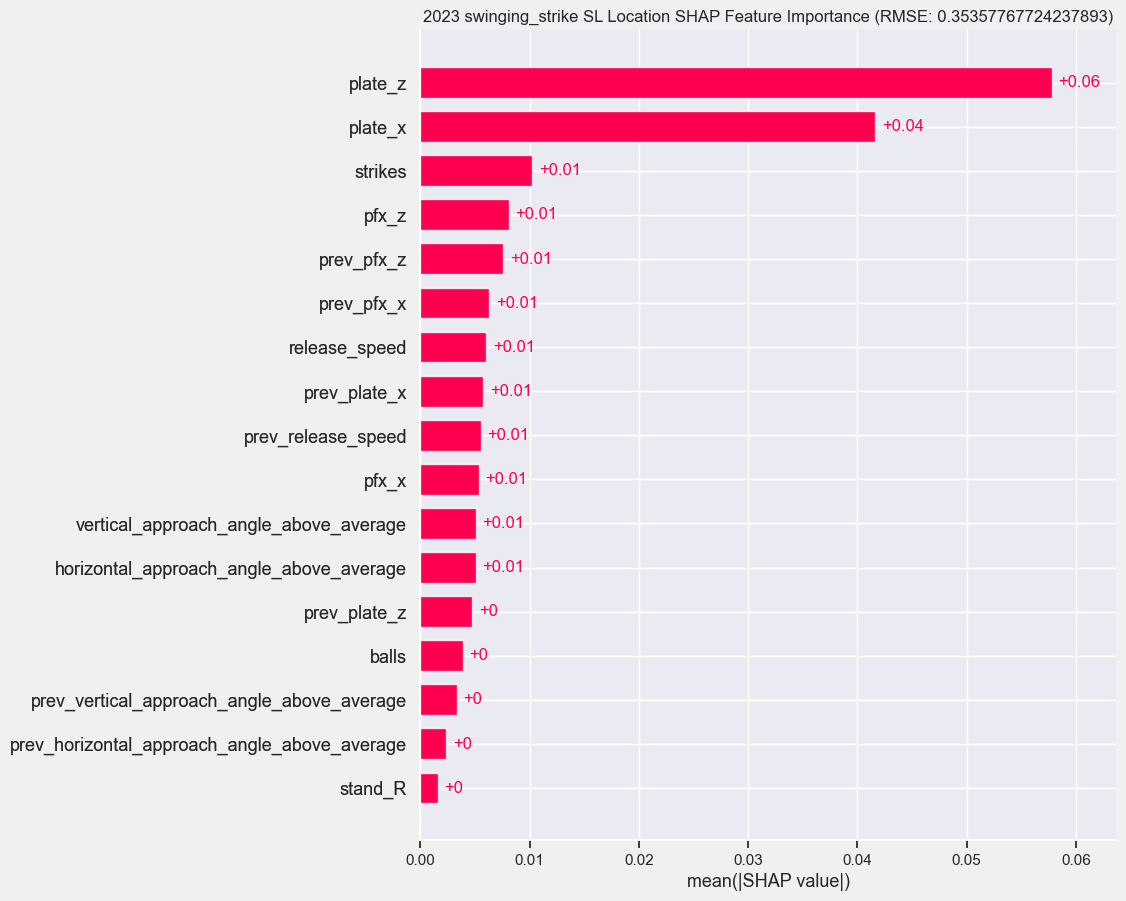 2023 swinging_strike SL Location SHAP Feature Importance (RMSE: 0.35357767724237893)
plate_z +0.06
plate_x +0.04
strikes +0.01
pfx_z +0.01
prev_pfx_z +0.01
prev_pfx_x +0.01
release_speed +0.01
prev_plate_x +0.01
prev_release_speed +0.01
pfx_x +0.01
vertical_approach_angle_above_average +0.01
horizontal_approach_angle_above_average +0.01
prev_plate_z +0
balls +0
prev_vertical_approach_angle_above_average +0
prev_horizontal_approach_angle_above_average +0
stand_R +0
0.00 0.01 0.02 0.03 0.04 0.05 0.06
mean(|SHAP value|)